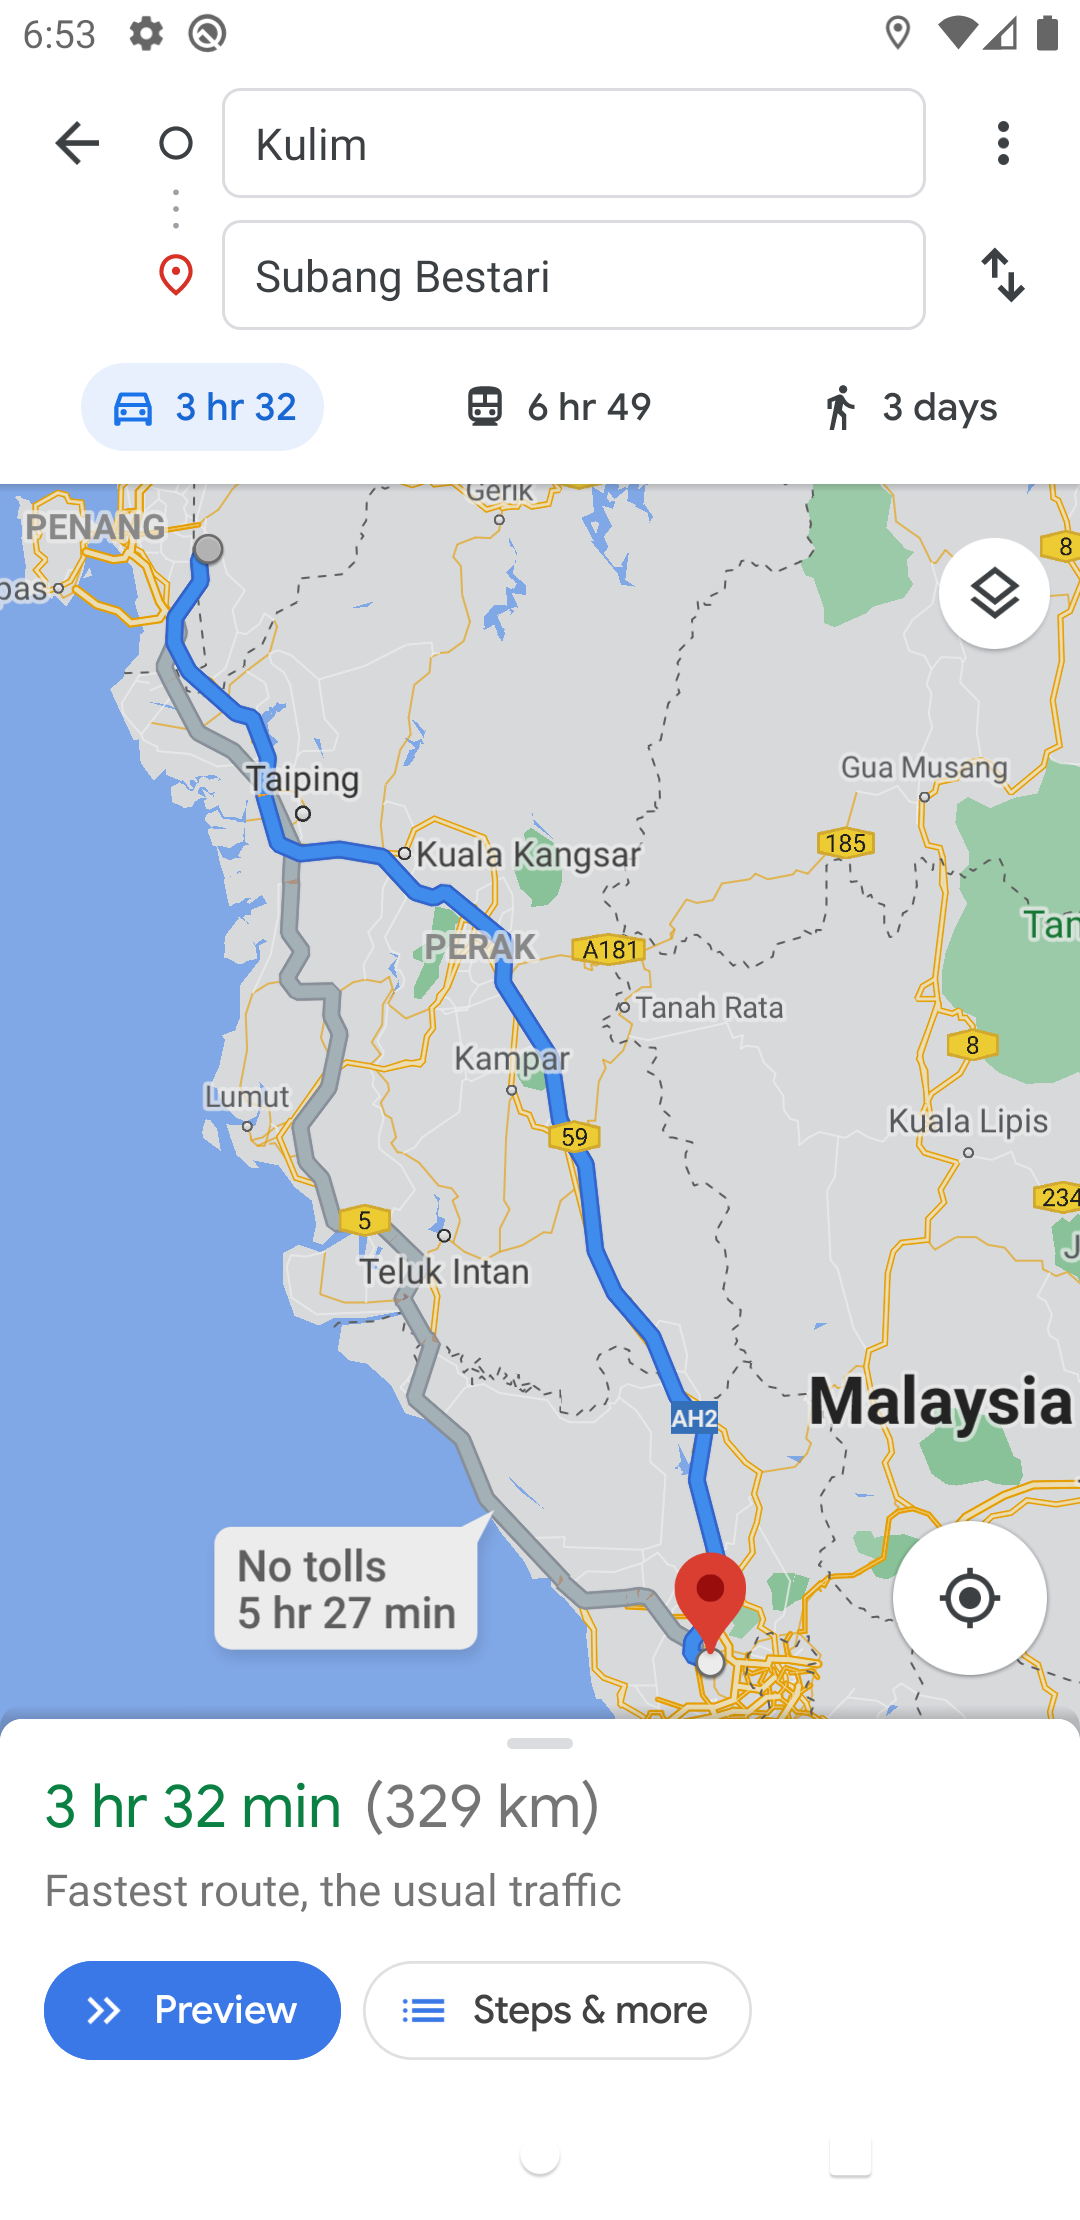 6:53
Kulim
Subang Bestari
3 hr 32
6 hr 49
3 days
Gerik
PENANG
8
pas
Taiping
Gua Musang
185
Kuala Kangsar
Tan
PERAK
A181
Tanah Rata
8
Kampar
Lumut
Kuala Lipis
59
234
5
J
Teluk Intan
Malaysia
AH2
No tolls
5 hr 27 min
3 hr 32 min (329 km)
Fastest route, the usual traffic
Preview
Steps & more